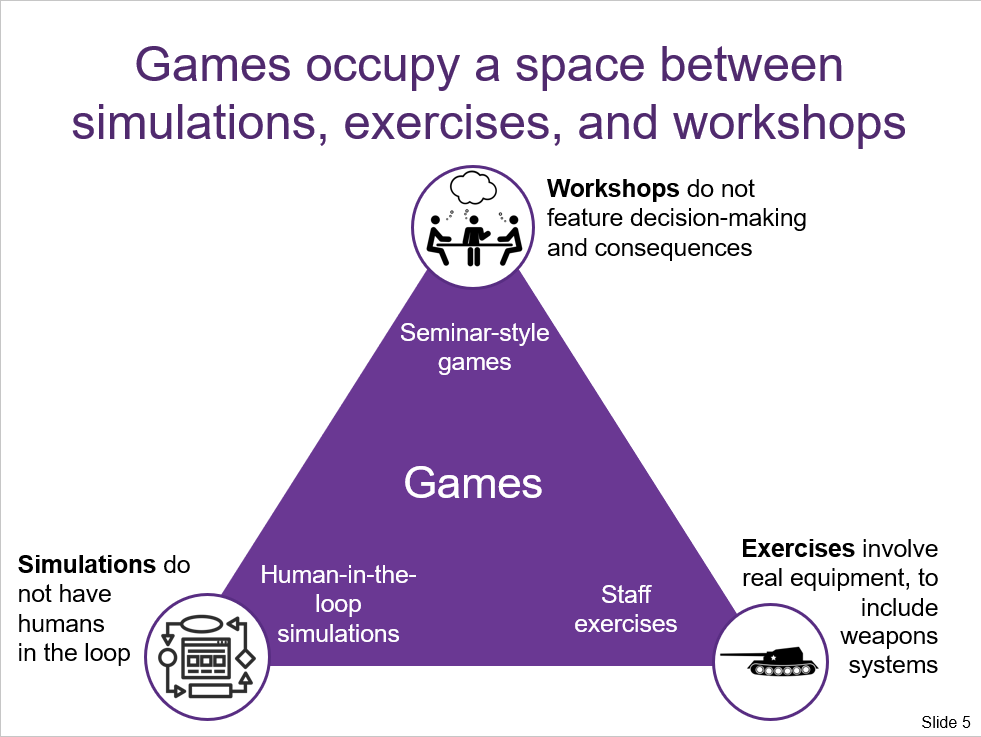 Games occupy a space between
simulations, exercises, and workshops
Workshops do not
feature decision-making
and consequences
Seminar-style
games
Games
Simulations do
not have
humans
in the loop
Human-in-the-
loop
simulations
Staff
exercises
Exercises involve
real equipment, to
include
weapons
systems
Slide 5